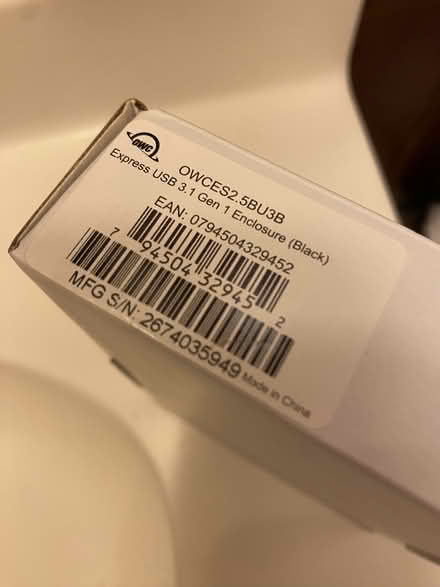 OWC
OWCES2.5BU3B
Express USB 3.1 Gen 1 Enclosure (Black)
EAN: 0794504329452
7 94504 32945 2
MFG S/N: 2674035949 Made in China